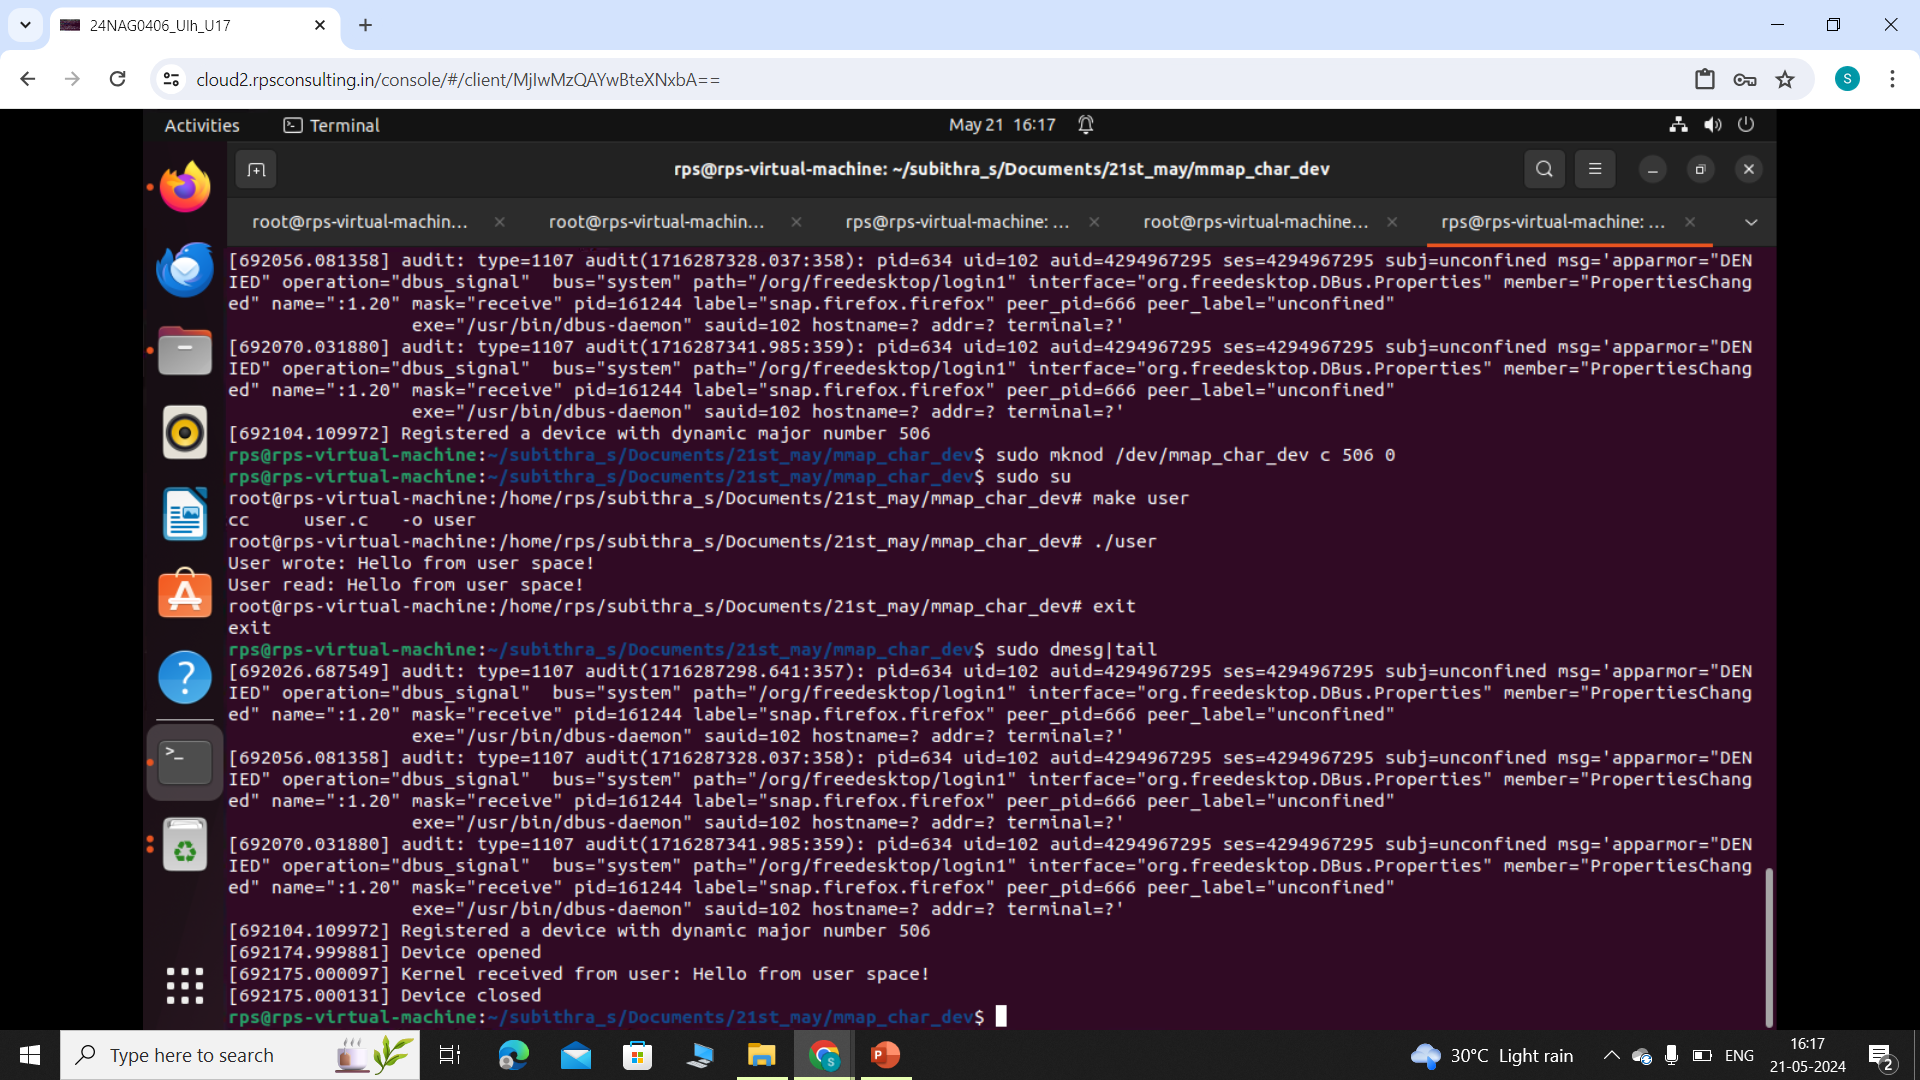 24NAG0406_Ulh_U17
cloud2.rpsconsulting.in/console/#/client/MjIwMzQAYwBteXNxbA==
S
Activities Terminal May 21 16:17
rps@rps-virtual-machine: ~/subithra_s/Documents/21st_may/mmap_char_dev
root@rps-virtual-machin... root@rps-virtual-machin... rps@rps-virtual-machine: ... root@rps-virtual-machine... rps@rps-virtual-machine: ...
[692056.081358] audit: type=1107 audit(1716287328.037:358): pid=634 uid=102 auid=4294967295 ses=4294967295 subj=unconfined msg='apparmor="DEN
IED" operation="dbus_signal"  bus="system" path="/org/freedesktop/login1" interface="org.freedesktop.DBus.Properties" member="PropertiesChang
ed" name=":1.20" mask="receive" pid=161244 label="snap.firefox.firefox" peer_pid=666 peer_label="unconfined"
exe="/usr/bin/dbus-daemon" sauid=102 hostname=? addr=? terminal=?'
[692070.031880] audit: type=1107 audit(1716287341.985:359): pid=634 uid=102 auid=4294967295 ses=4294967295 subj=unconfined msg='apparmor="DEN
IED" operation="dbus_signal"  bus="system" path="/org/freedesktop/login1" interface="org.freedesktop.DBus.Properties" member="PropertiesChang
ed" name=":1.20" mask="receive" pid=161244 label="snap.firefox.firefox" peer_pid=666 peer_label="unconfined"
exe="/usr/bin/dbus-daemon" sauid=102 hostname=? addr=? terminal=?'
[692104.109972] Registered a device with dynamic major number 506
rps@rps-virtual-machine:~/subithra_s/Documents/21st_may/mmap_char_dev$ sudo mknod /dev/mmap_char_dev c 506 0
rps@rps-virtual-machine:~/subithra_s/Documents/21st_may/mmap_char_dev$ sudo su
root@rps-virtual-machine:/home/rps/subithra_s/Documents/21st_may/mmap_char_dev# make user
cc     user.c   -o user
root@rps-virtual-machine:/home/rps/subithra_s/Documents/21st_may/mmap_char_dev# ./user
User wrote: Hello from user space!
User read: Hello from user space!
root@rps-virtual-machine:/home/rps/subithra_s/Documents/21st_may/mmap_char_dev# exit
exit
rps@rps-virtual-machine:~/subithra_s/Documents/21st_may/mmap_char_dev$ sudo dmesg|tail
[692026.687549] audit: type=1107 audit(1716287298.641:357): pid=634 uid=102 auid=4294967295 ses=4294967295 subj=unconfined msg='apparmor="DEN
IED" operation="dbus_signal"  bus="system" path="/org/freedesktop/login1" interface="org.freedesktop.DBus.Properties" member="PropertiesChang
ed" name=":1.20" mask="receive" pid=161244 label="snap.firefox.firefox" peer_pid=666 peer_label="unconfined"
exe="/usr/bin/dbus-daemon" sauid=102 hostname=? addr=? terminal=?'
[692056.081358] audit: type=1107 audit(1716287328.037:358): pid=634 uid=102 auid=4294967295 ses=4294967295 subj=unconfined msg='apparmor="DEN
IED" operation="dbus_signal"  bus="system" path="/org/freedesktop/login1" interface="org.freedesktop.DBus.Properties" member="PropertiesChang
ed" name=":1.20" mask="receive" pid=161244 label="snap.firefox.firefox" peer_pid=666 peer_label="unconfined"
exe="/usr/bin/dbus-daemon" sauid=102 hostname=? addr=? terminal=?'
[692070.031880] audit: type=1107 audit(1716287341.985:359): pid=634 uid=102 auid=4294967295 ses=4294967295 subj=unconfined msg='apparmor="DEN
IED" operation="dbus_signal"  bus="system" path="/org/freedesktop/login1" interface="org.freedesktop.DBus.Properties" member="PropertiesChang
ed" name=":1.20" mask="receive" pid=161244 label="snap.firefox.firefox" peer_pid=666 peer_label="unconfined"
exe="/usr/bin/dbus-daemon" sauid=102 hostname=? addr=? terminal=?'
[692104.109972] Registered a device with dynamic major number 506
[692174.999881] Device opened
[692175.000097] Kernel received from user: Hello from user space!
[692175.000131] Device closed
rps@rps-virtual-machine:~/subithra_s/Documents/21st_may/mmap_char_dev$
Type here to search 30°C Light rain ENG 16:17
21-05-2024 2